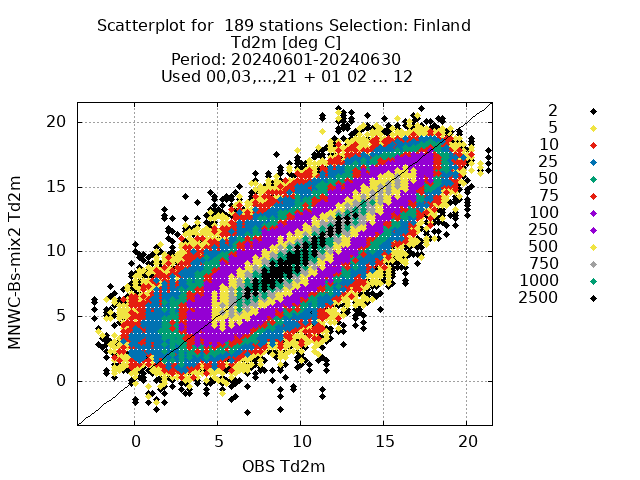 Scatterplot for  189 stations Selection: Finland
Td2m [deg C]
Period: 20240601-20240630
Used 00,03,...,21 + 01 02 ... 12
2
5
10
25
50
75
100
250
500
750
1000
2500
MNWC-Bs-mix2 Td2m
20
15
10
5
0
0 5 10 15 20
OBS Td2m